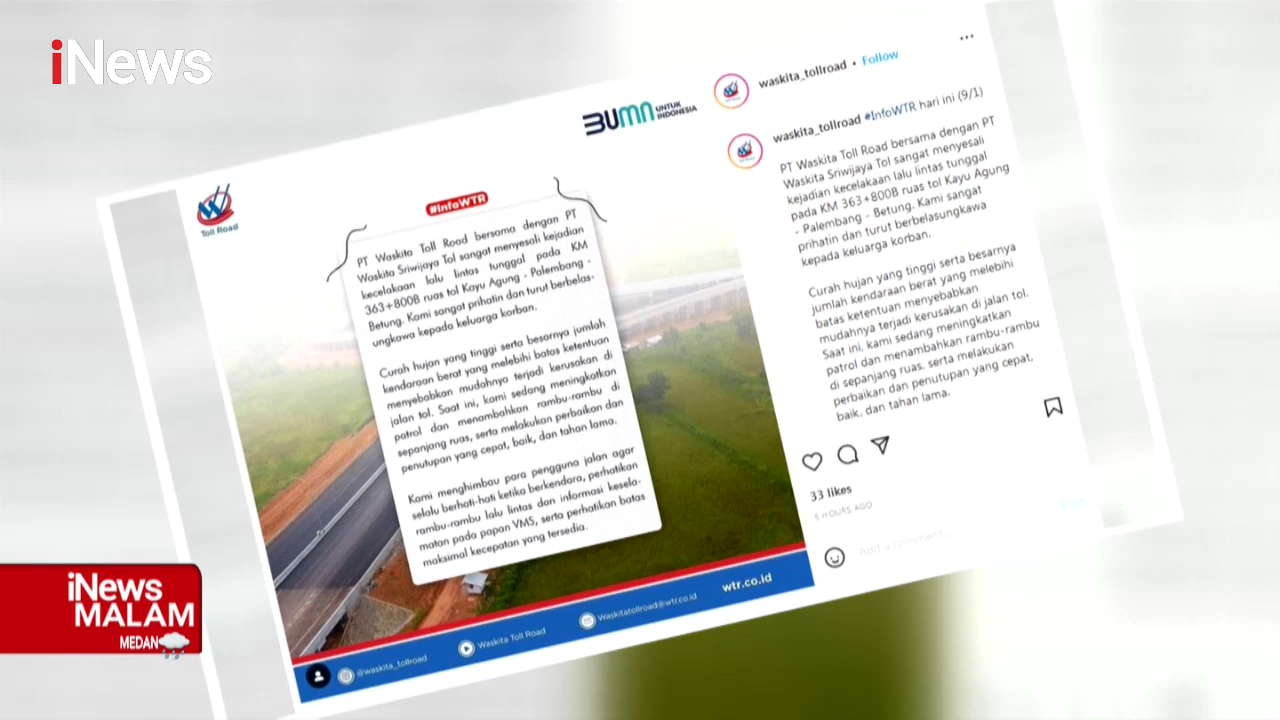 iNews
BUMN UNTUK INDONESIA
Toll Road
#InfoWTR
PT Waskita Toll Road bersama dengan PT
Waskita Sriwijaya Tol sangat menyesali kejadian
kecelakaan lalu lintas tunggal pada KM
363+800B ruas tol Kayu Agung - Palembang -
Betung. Kami sangat prihatin dan turut berbelas-
ungkawa kepada keluarga korban.
Curah hujan yang tinggi serta besarnya jumlah
kendaraan berat yang melebihi batas ketentuan
menyebabkan mudahnya terjadi kerusakan di
jalan tol. Saat ini, kami sedang meningkatkan
patrol dan menambahkan rambu-rambu di
sepanjang ruas, serta melakukan perbaikan dan
penutupan yang cepat, baik, dan tahan lama.
Kami menghimbau para pengguna jalan agar
selalu berhati-hati ketika berkendara, perhatikan
rambu-rambu lalu lintas dan informasi kesela-
matan pada papan VMS, serta perhatikan batas
maksimal kecepatan yang tersedia.
@waskita_tollroad
Waskita Toll Road
Waskitatollroad@wtr.co.id
wtr.co.id
waskita_tollroad • Follow
waskita_tollroad #InfoWTR hari ini (9/1)
PT Waskita Toll Road bersama dengan PT
Waskita Sriwijaya Tol sangat menyesali
kejadian kecelakaan lalu lintas tunggal
pada KM 363+800B ruas tol Kayu Agung
- Palembang - Betung. Kami sangat
prihatin dan turut berbelasungkawa
kepada keluarga korban.
Curah hujan yang tinggi serta besarnya
jumlah kendaraan berat yang melebihi
batas ketentuan menyebabkan
mudahnya terjadi kerusakan di jalan tol.
Saat ini, kami sedang meningkatkan
patrol dan menambahkan rambu-rambu
di sepanjang ruas, serta melakukan
perbaikan dan penutupan yang cepat,
baik, dan tahan lama.
33 likes
5 HOURS AGO
Add a comment...
iNews
MALAM
MEDAN